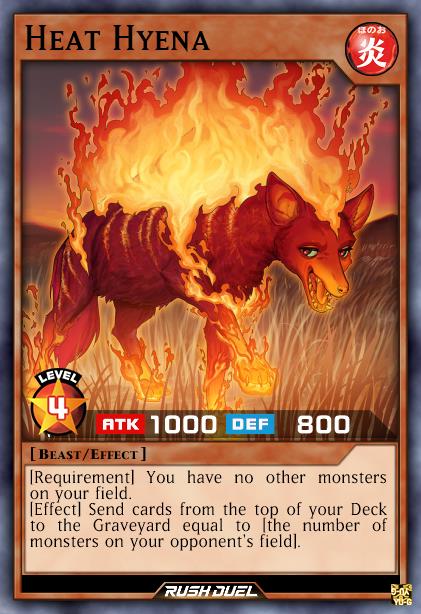 HEAT HYENA
ほのお
炎
LEVEL
4
ATK 1000 DEF 800
[BEAST/EFFECT]
[Requirement] You have no other monsters
on your field.
[Effect] Send cards from the top of your Deck
to the Graveyard equal to [the number of
monsters on your opponent's field].
RUSH DUEL